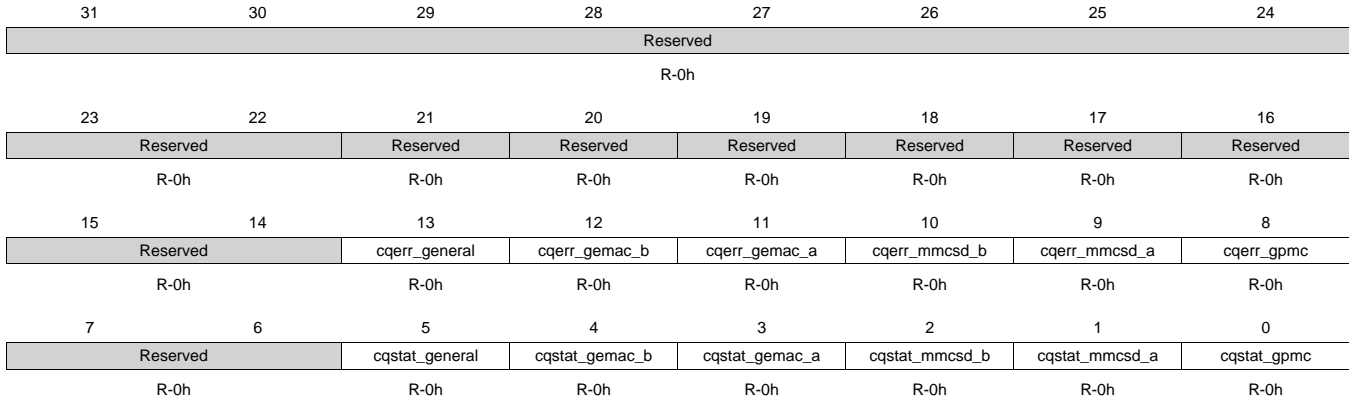 31 30 29 28 27 26 25 24
Reserved
R-0h
23 22 21 20 19 18 17 16
Reserved Reserved Reserved Reserved Reserved Reserved Reserved
R-0h R-0h R-0h R-0h R-0h R-0h R-0h
15 14 13 12 11 10 9 8
Reserved cqerr_general cqerr_gemac_b cqerr_gemac_a cqerr_mmcsd_b cqerr_mmcsd_a cqerr_gpmc
R-0h R-0h R-0h R-0h R-0h R-0h R-0h
7 6 5 4 3 2 1 0
Reserved cqstat_general cqstat_gemac_b cqstat_gemac_a cqstat_mmcsd_b cqstat_mmcsd_a cqstat_gpmc
R-0h R-0h R-0h R-0h R-0h R-0h R-0h